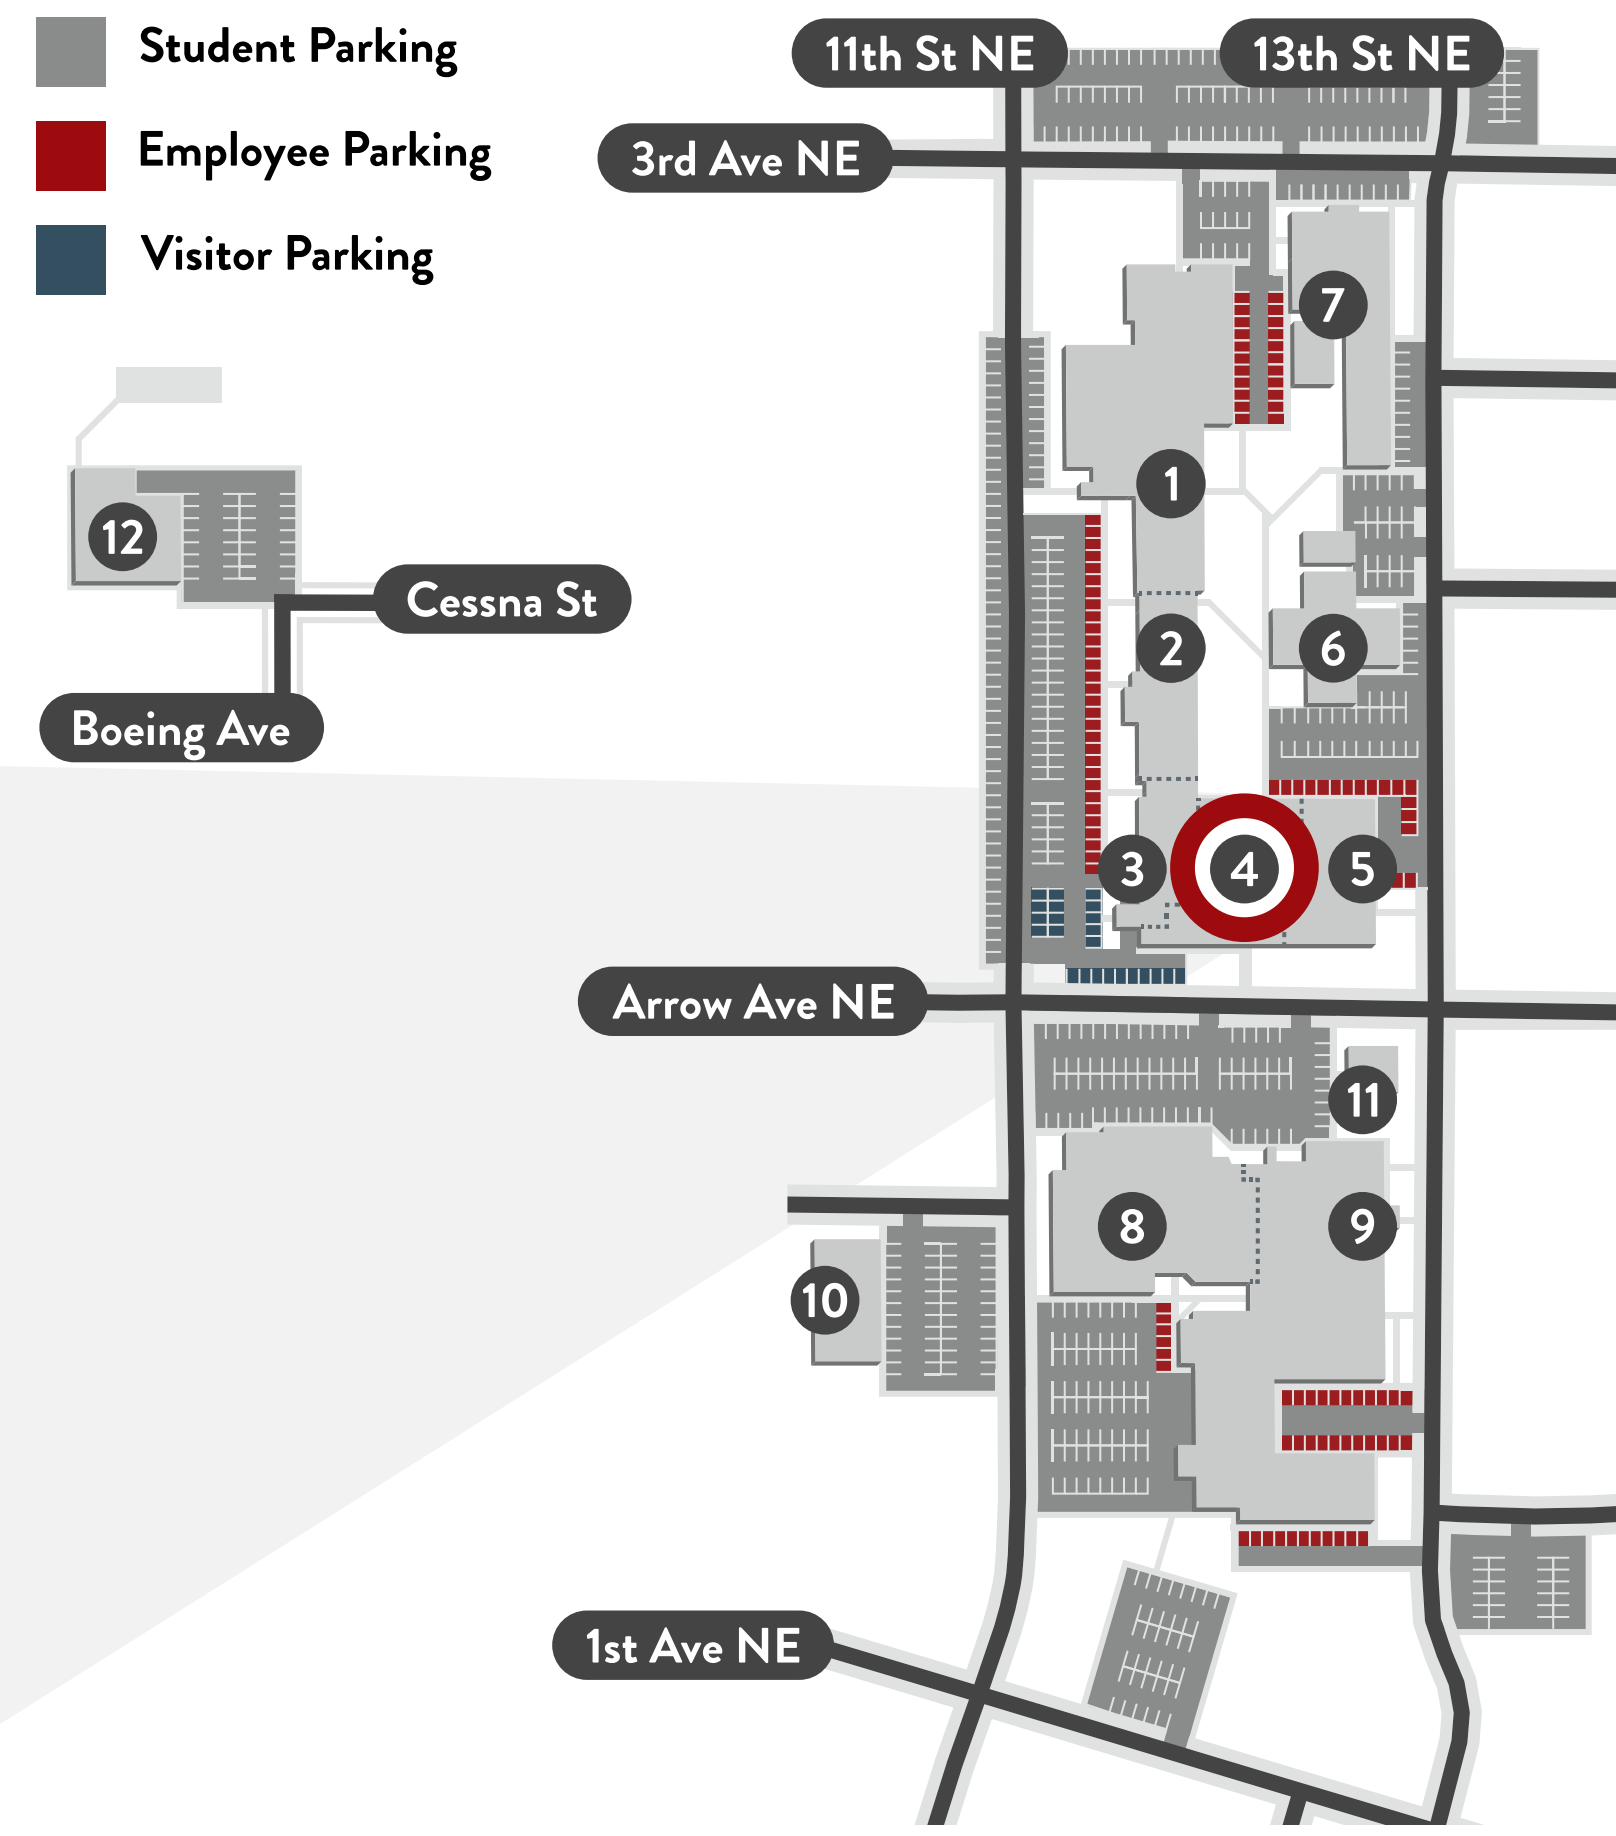 Student Parking
Employee Parking
Visitor Parking
11th St NE
13th St NE
3rd Ave NE
7
1
12
Cessna St
2
6
Boeing Ave
3
4
5
Arrow Ave NE
11
8
9
10
1st Ave NE